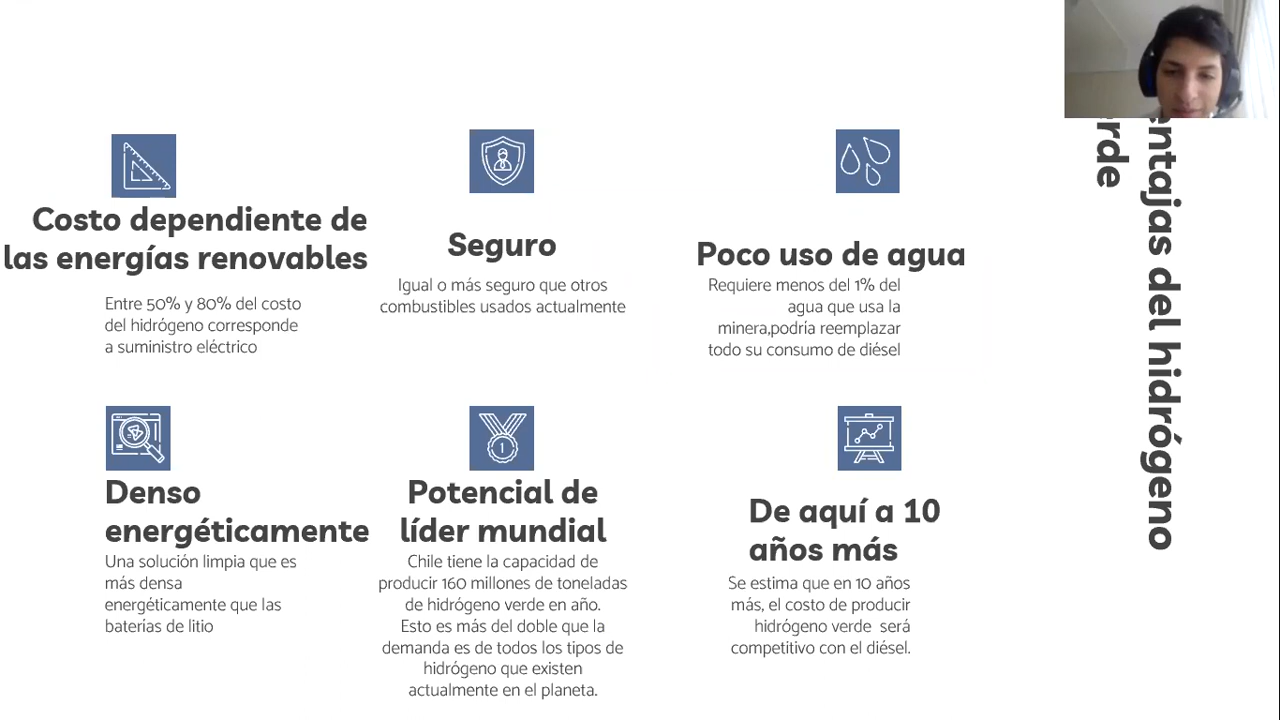 Costo dependiente de
las energías renovables
Entre 50% y 80% del costo
del hidrógeno corresponde
a suministro eléctrico
Seguro
Igual o más seguro que otros
combustibles usados actualmente
Poco uso de agua
Requiere menos del 1% del
agua que usa la
minera,podría reemplazar
todo su consumo de diésel
Denso
energéticamente
Una solución limpia que es
más densa
energéticamente que las
baterías de litio
Potencial de
líder mundial
1
Chile tiene la capacidad de
producir 160 millones de toneladas
de hidrógeno verde en año.
Esto es más del doble que la
demanda es de todos los tipos de
hidrógeno que existen
actualmente en el planeta.
De aquí a 10
años más
Se estima que en 10 años
más, el costo de producir
hidrógeno verde será
competitivo con el diésel.
entajas del hidrógeno
erde